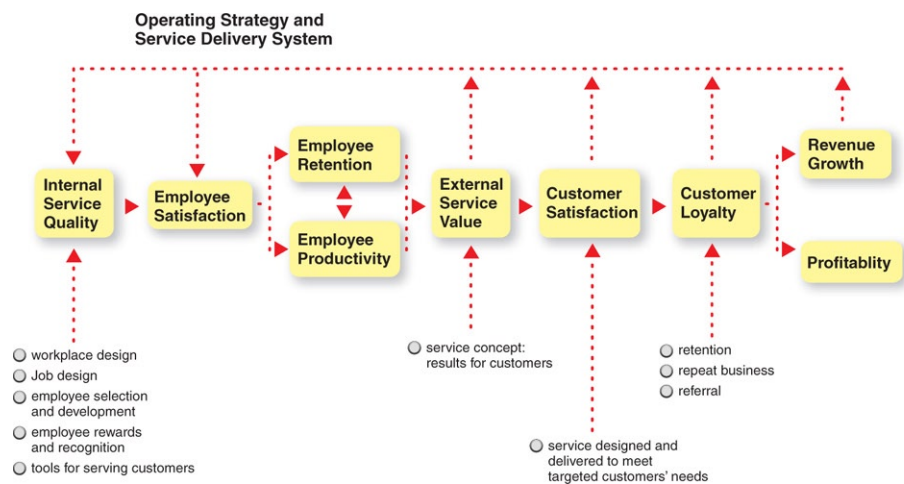 Operating Strategy and
Service Delivery System
Internal
Service
Quality
Employee
Satisfaction
Employee
Retention
Employee
Productivity
External
Service
Value
Customer
Satisfaction
Customer
Loyalty
Revenue
Growth
Profitablity
workplace design
Job design
employee selection
and development
employee rewards
and recognition
tools for serving customers
service concept:
results for customers
service designed and
delivered to meet
targeted customers' needs
retention
repeat business
referral